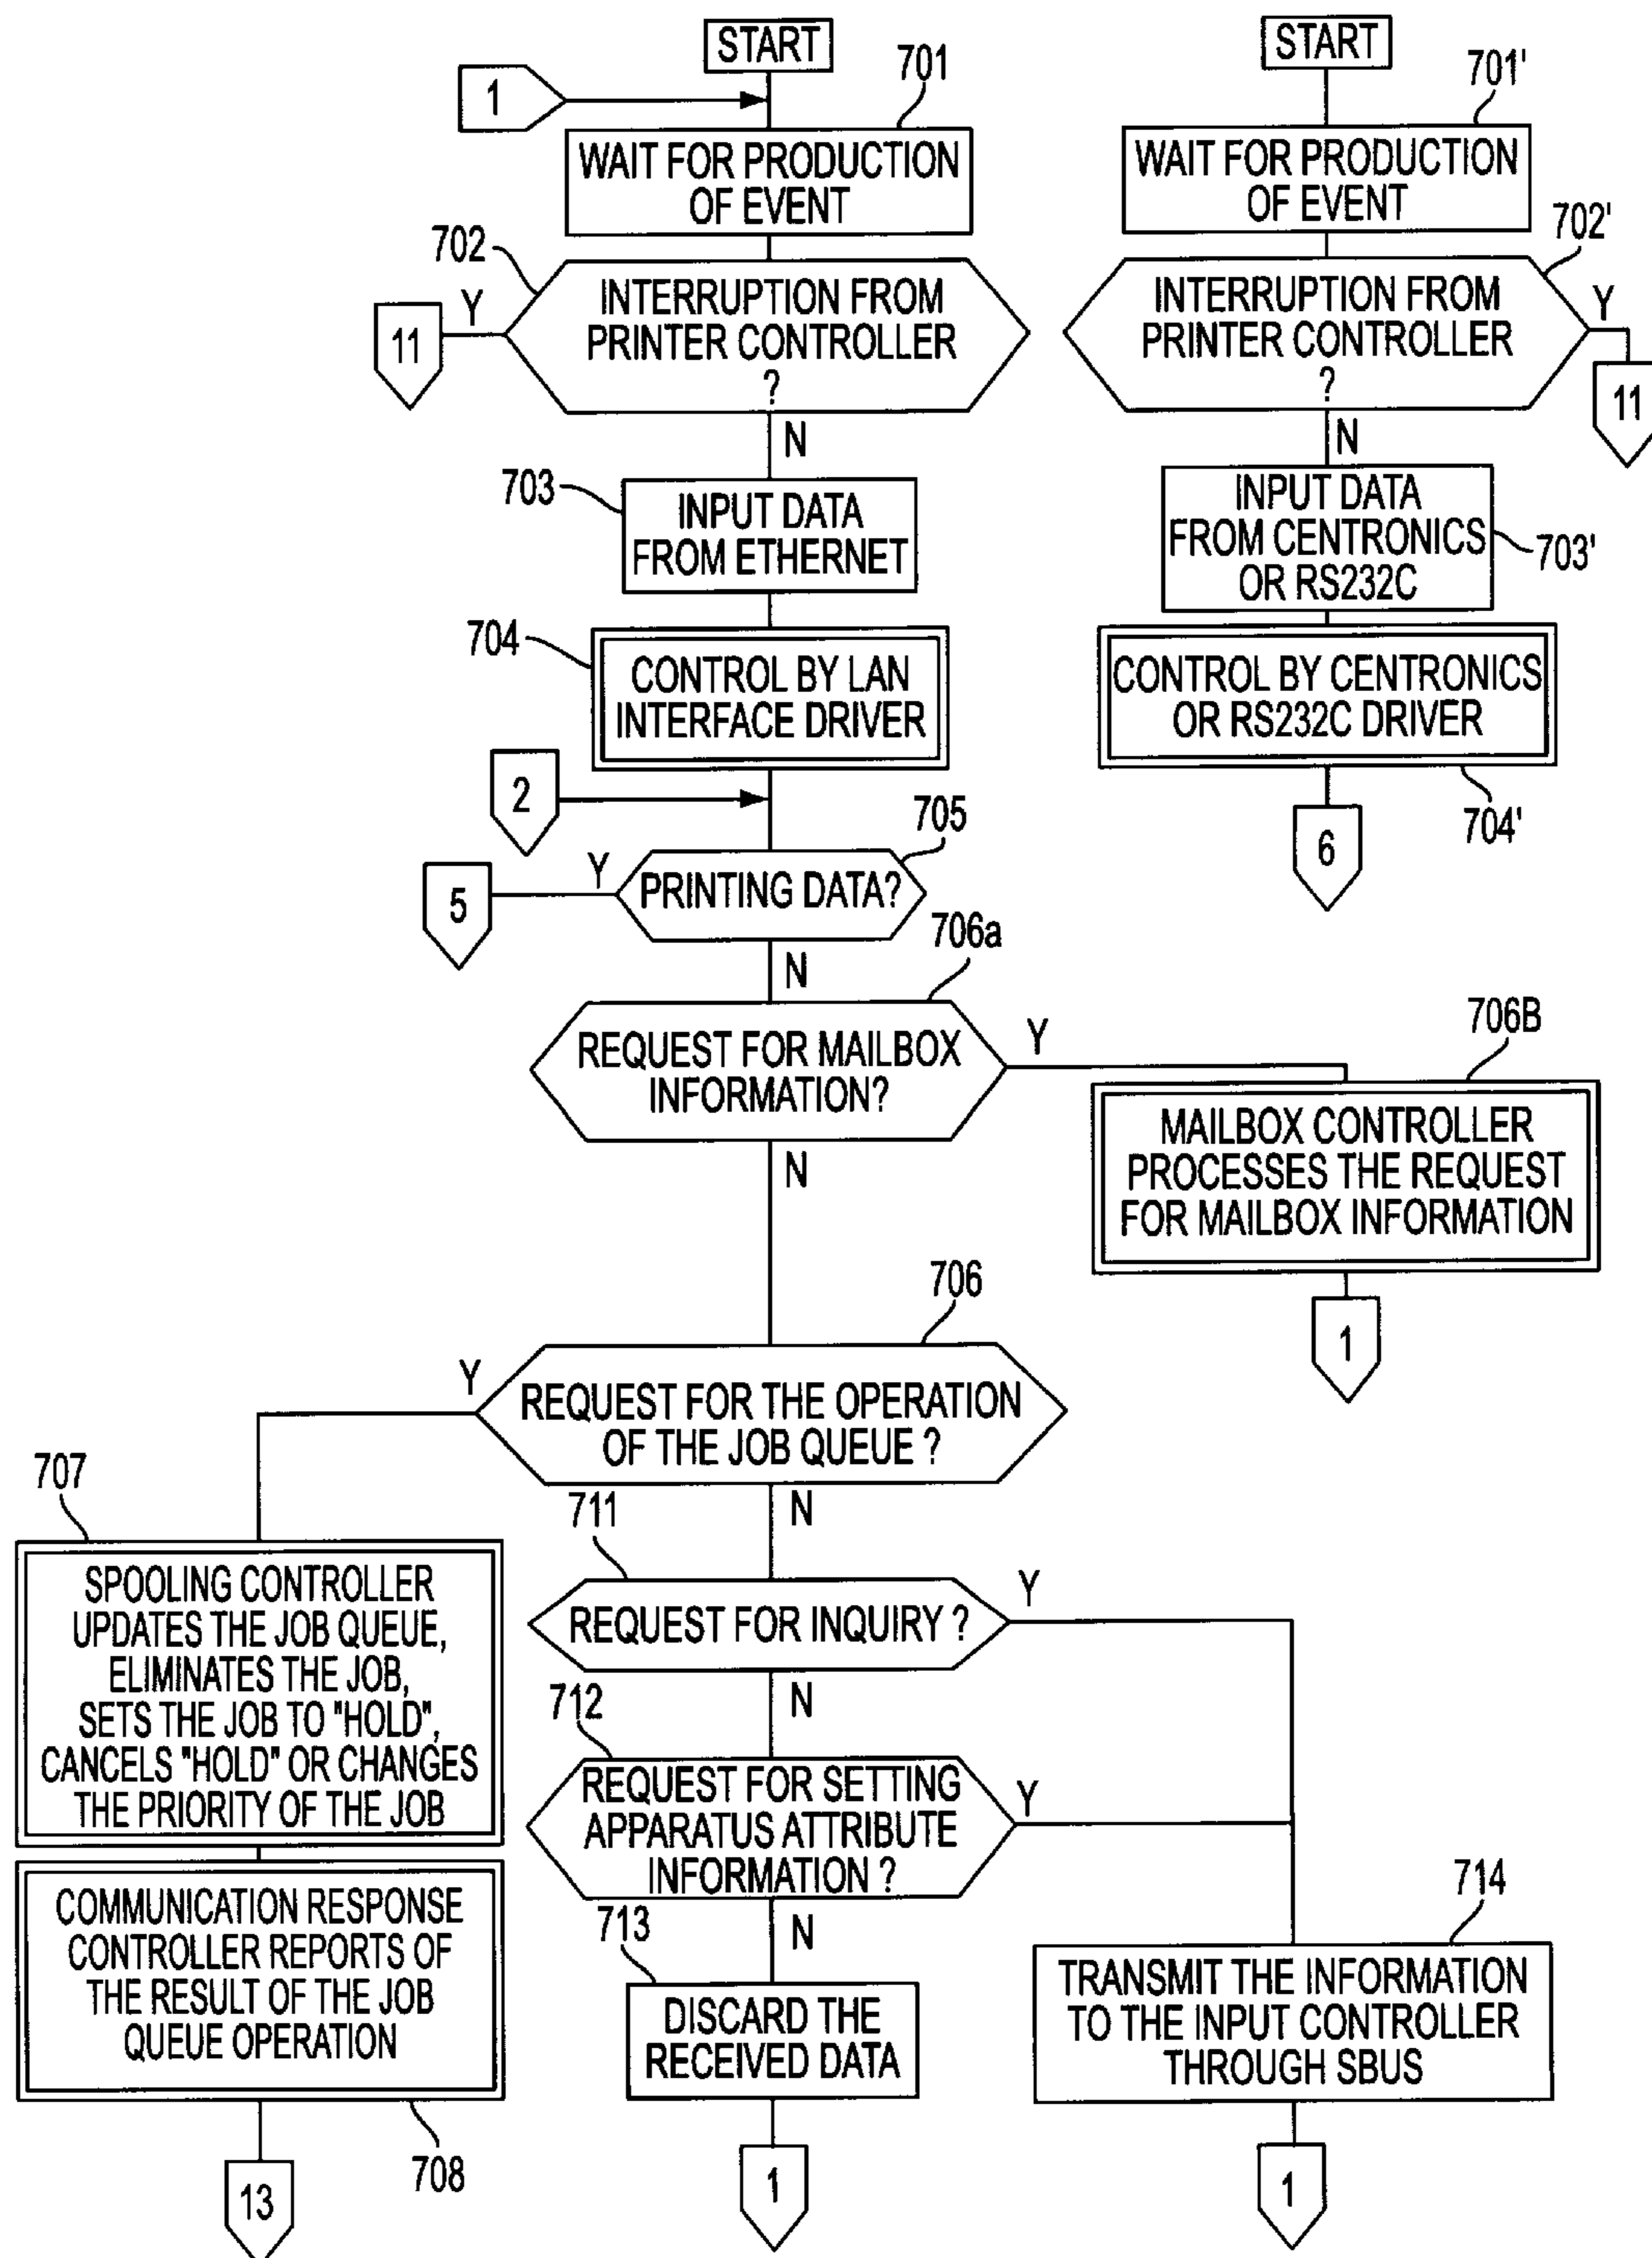 START
1
701
WAIT FOR PRODUCTION
OF EVENT
702
Y
11
INTERRUPTION FROM
PRINTER CONTROLLER
?
N
703
INPUT DATA
FROM ETHERNET
704
CONTROL BY LAN
INTERFACE DRIVER
2
705
Y
5
PRINTING DATA?
N
706a
REQUEST FOR MAILBOX
INFORMATION?
Y
N
706B
MAILBOX CONTROLLER
PROCESSES THE REQUEST
FOR MAILBOX INFORMATION
1
706
Y
REQUEST FOR THE OPERATION
OF THE JOB QUEUE ?
N
707
SPOOLING CONTROLLER
UPDATES THE JOB QUEUE,
ELIMINATES THE JOB,
SETS THE JOB TO "HOLD",
CANCELS "HOLD" OR CHANGES
THE PRIORITY OF THE JOB
COMMUNICATION RESPONSE
CONTROLLER REPORTS OF
THE RESULT OF THE JOB
QUEUE OPERATION
708
13
711
REQUEST FOR INQUIRY ?
Y
N
712
REQUEST FOR SETTING
APPARATUS ATTRIBUTE
INFORMATION ?
Y
N
713
DISCARD THE
RECEIVED DATA
1
714
TRANSMIT THE INFORMATION
TO THE INPUT CONTROLLER
THROUGH SBUS
1
START
701'
WAIT FOR PRODUCTION
OF EVENT
702'
INTERRUPTION FROM
PRINTER CONTROLLER
?
Y
11
N
INPUT DATA
FROM CENTRONICS
OR RS232C
703'
CONTROL BY CENTRONICS
OR RS232C DRIVER
704'
6